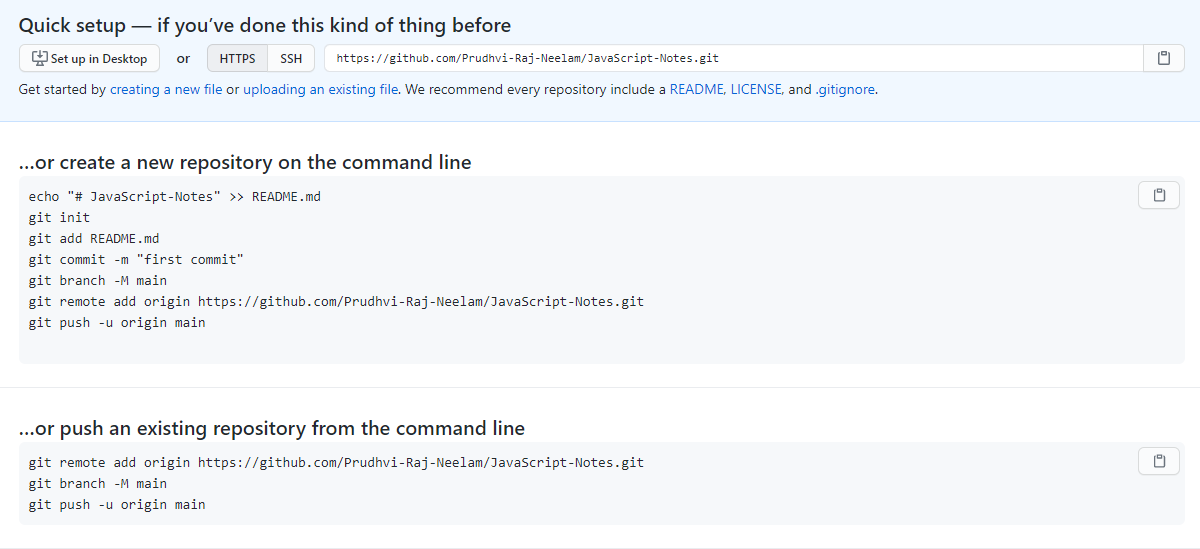 Quick setup — if you’ve done this kind of thing before
Set up in Desktop or HTTPS SSH https://github.com/Prudhvi-Raj-Neelam/JavaScript-Notes.git
Get started by creating a new file or uploading an existing file. We recommend every repository include a README, LICENSE, and .gitignore.
…or create a new repository on the command line
echo "# JavaScript-Notes" >> README.md
git init
git add README.md
git commit -m "first commit"
git branch -M main
git remote add origin https://github.com/Prudhvi-Raj-Neelam/JavaScript-Notes.git
git push -u origin main
…or push an existing repository from the command line
git remote add origin https://github.com/Prudhvi-Raj-Neelam/JavaScript-Notes.git
git branch -M main
git push -u origin main